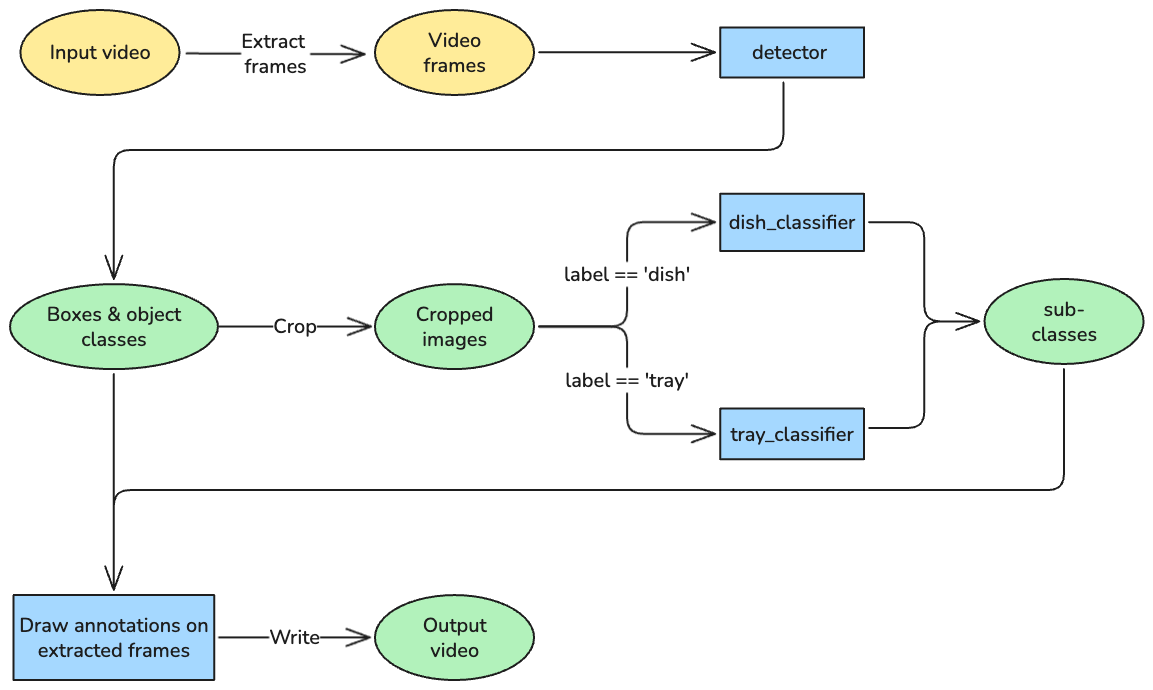 Input video
Extract
frames
Video
frames
detector
dish_classifier
label == 'dish'
Boxes & object
classes
Crop
Cropped
images
sub-
classes
label == 'tray'
tray_classifier
Draw annotations on
extracted frames
Write
Output
video